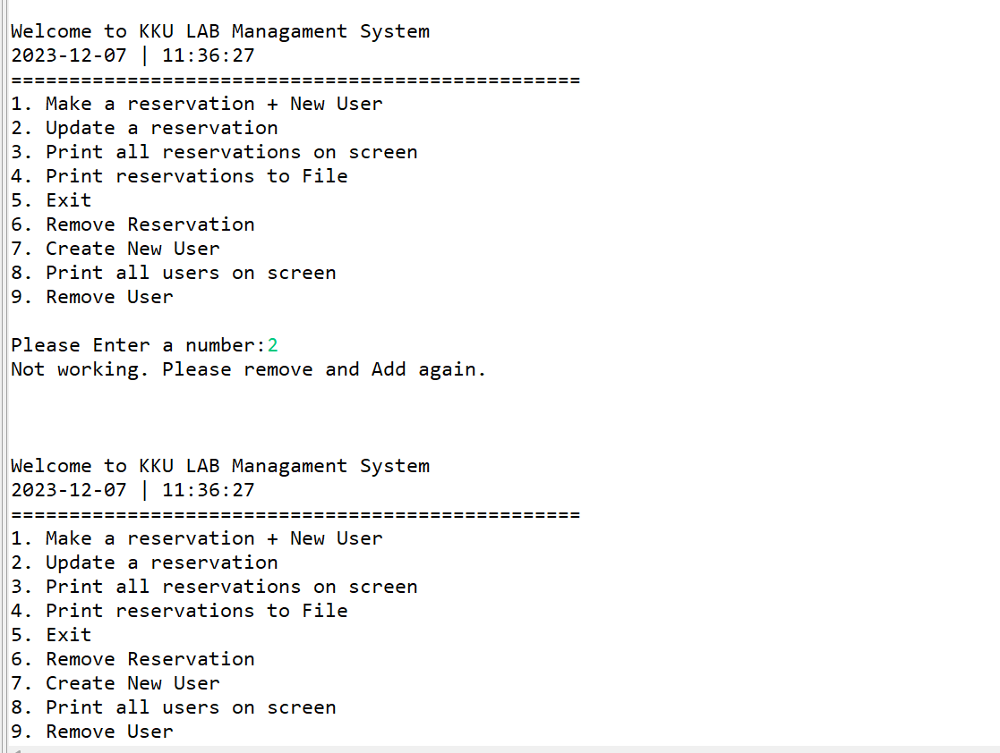 Welcome to KKU LAB Managament System
2023-12-07 | 11:36:27
=================================================
1. Make a reservation + New User
2. Update a reservation
3. Print all reservations on screen
4. Print reservations to File
5. Exit
6. Remove Reservation
7. Create New User
8. Print all users on screen
9. Remove User
Please Enter a number:2
Not working. Please remove and Add again.
Welcome to KKU LAB Managament System
2023-12-07 | 11:36:27
=================================================
1. Make a reservation + New User
2. Update a reservation
3. Print all reservations on screen
4. Print reservations to File
5. Exit
6. Remove Reservation
7. Create New User
8. Print all users on screen
9. Remove User